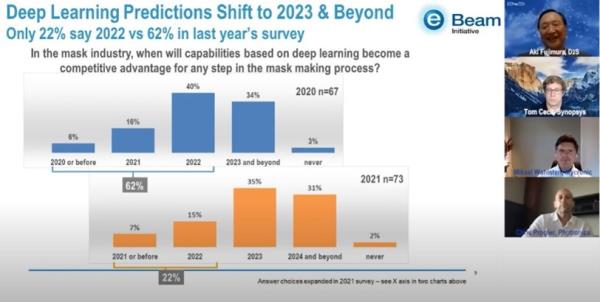 Deep Learning Predictions Shift to 2023 & Beyond
Only 22% say 2022 vs 62% in last year's survey
e Beam
Initiative
In the mask industry, when will capabilities based on deep learning become a
competitive advantage for any step in the mask making process?
2020 n=67
6%
16%
40%
34%
3%
2020 or before 2021 2022 2023 and beyond never
62%
2021 n=73
7%
15%
35%
31%
2%
2021 or before 2022 2023 2024 and beyond never
22%
Answer choices expanded in 2021 survey – see X axis in two charts above
9
Aki Fujimura, D2S
Tom Cecil, Synopsys
Mikael Wahlsten, Mycronic
Progler, Photronics